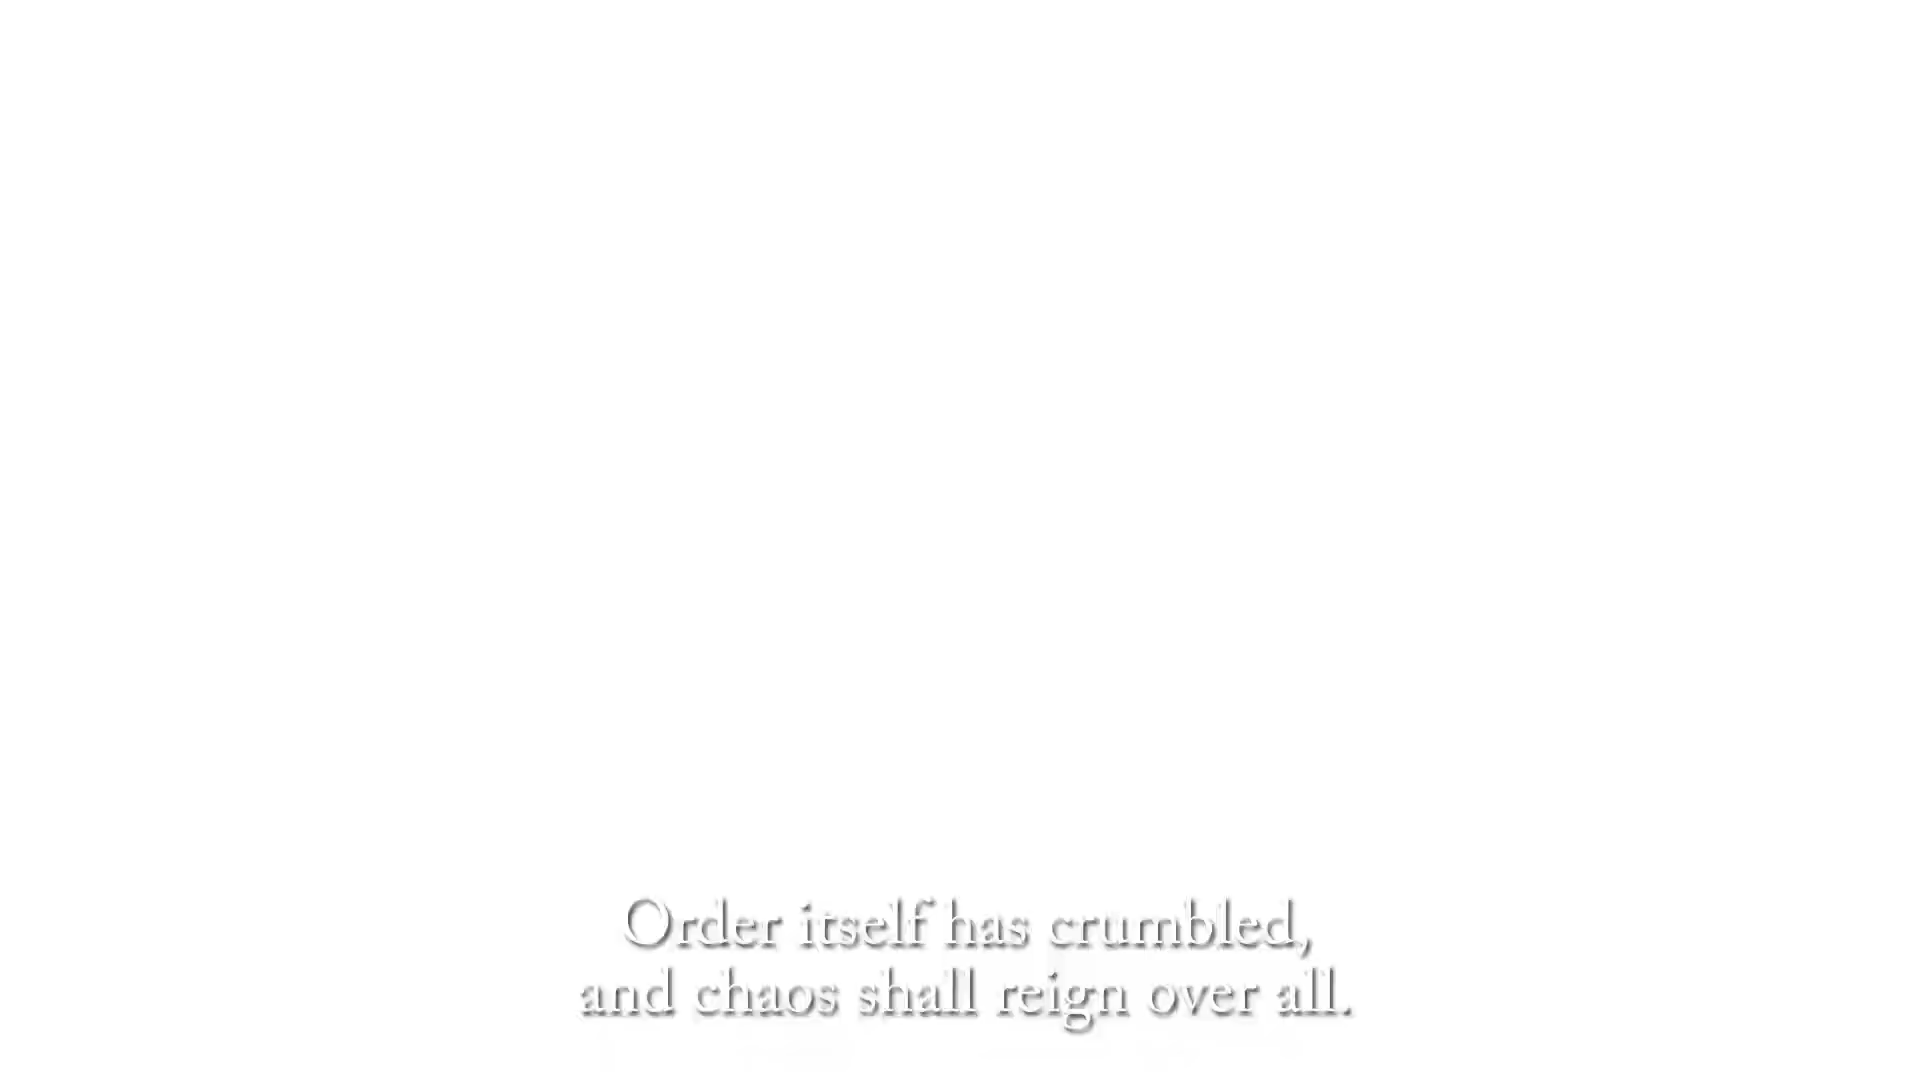 Order itself has crumbled,
and chaos shall reign over all.